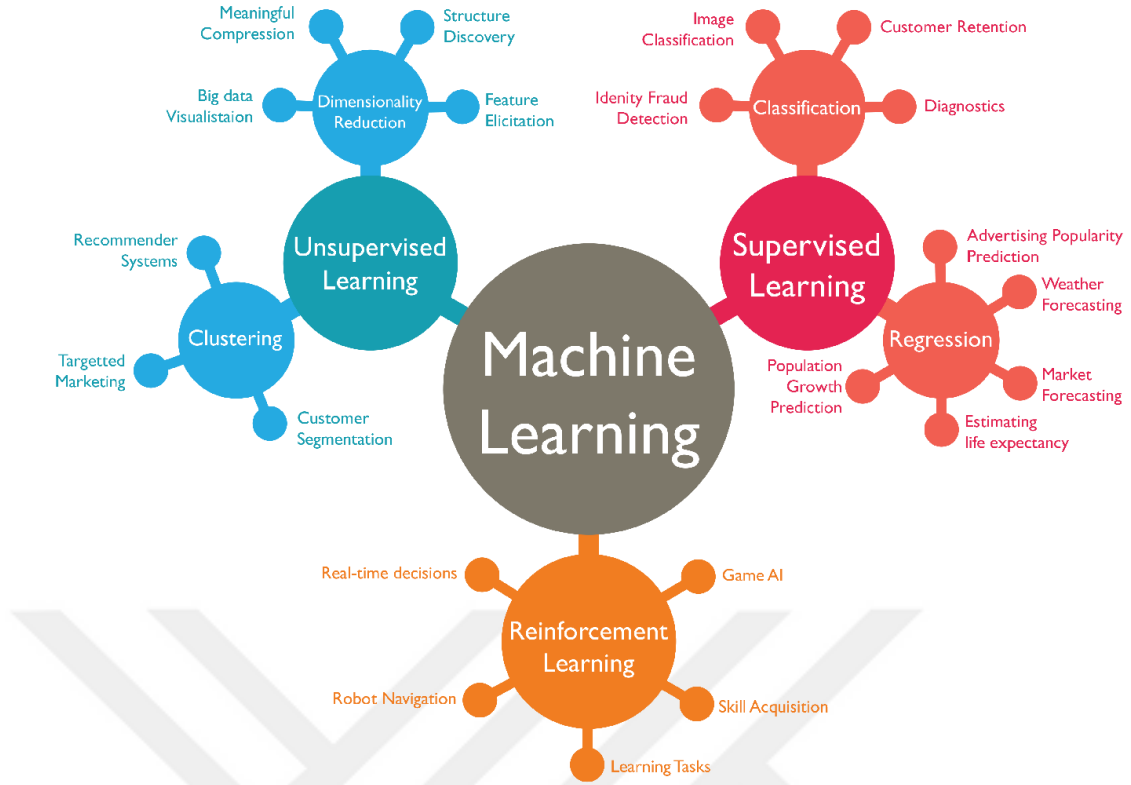 Meaningful
Compression
Structure
Discovery
Big data
Visualistaion
Dimensionality
Reduction
Feature
Elicitation
Image
Classification
Customer Retention
Idenity Fraud
Detection
Classification
Diagnostics
Recommender
Systems
Unsupervised
Learning
Clustering
Targetted
Marketing
Customer
Segmentation
Machine
Learning
Supervised
Learning
Advertising Popularity
Prediction
Weather
Forecasting
Regression
Population
Growth
Prediction
Market
Forecasting
Estimating
life expectancy
Real-time decisions
Game AI
Reinforcement
Learning
Robot Navigation
Skill Acquisition
Learning Tasks